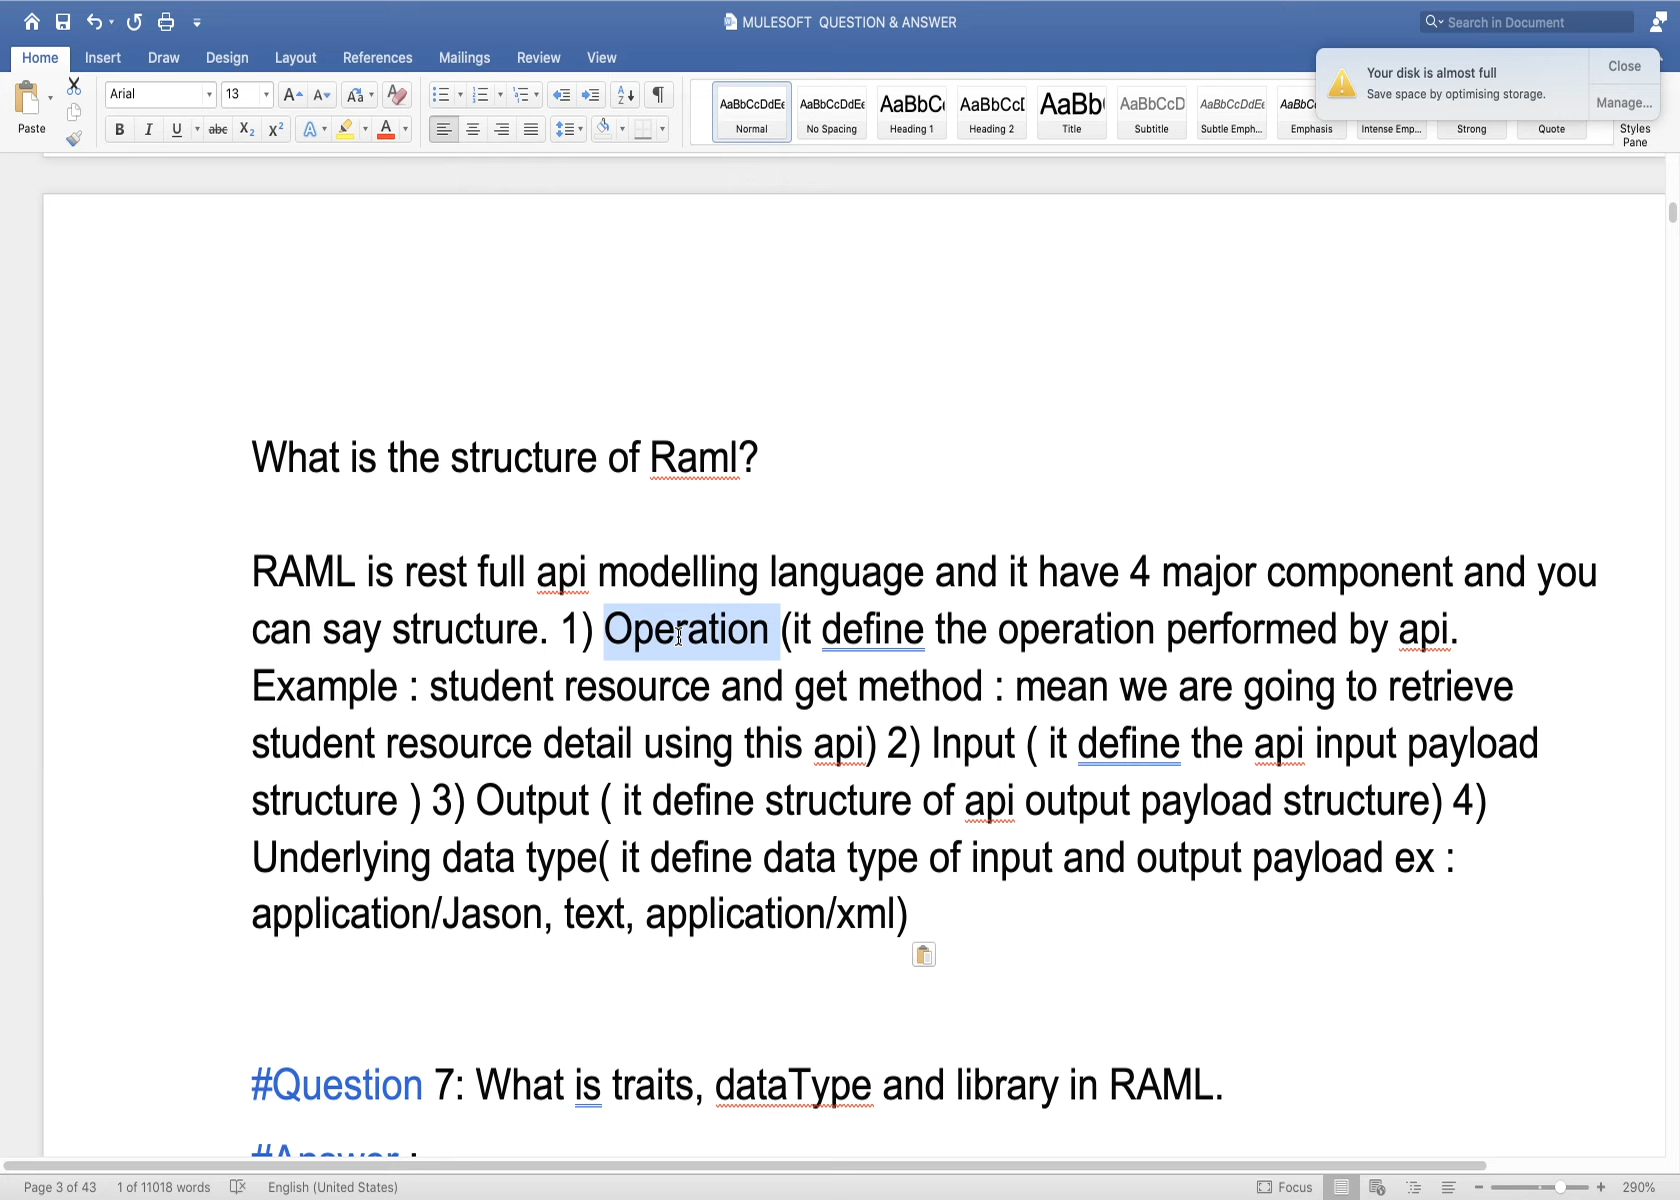 MULESOFT QUESTION & ANSWER
Search in Document
Home Insert Draw Design Layout References Mailings Review View
Your disk is almost full
Save space by optimising storage.
Close
Manage...
Paste
Arial
13
AaBbCcDdEe Normal
AaBbCcDdEe No Spacing
AaBbC Heading 1
AaBbCcD Heading 2
AaBb Title
AaBbCcD Subtitle
AaBbCcDdEe Subtle Emph...
AaBbC Emphasis
Intense Emp...
Strong
Quote
Styles
Pane
What is the structure of Raml?
RAML is rest full api modelling language and it have 4 major component and you
can say structure. 1) Operation (it define the operation performed by api.
Example : student resource and get method : mean we are going to retrieve
student resource detail using this api) 2) Input ( it define the api input payload
structure ) 3) Output ( it define structure of api output payload structure) 4)
Underlying data type( it define data type of input and output payload ex :
application/Jason, text, application/xml)
#Question 7: What is traits, dataType and library in RAML.
#Answer :
Page 3 of 43 1 of 11018 words English (United States) Focus 290%